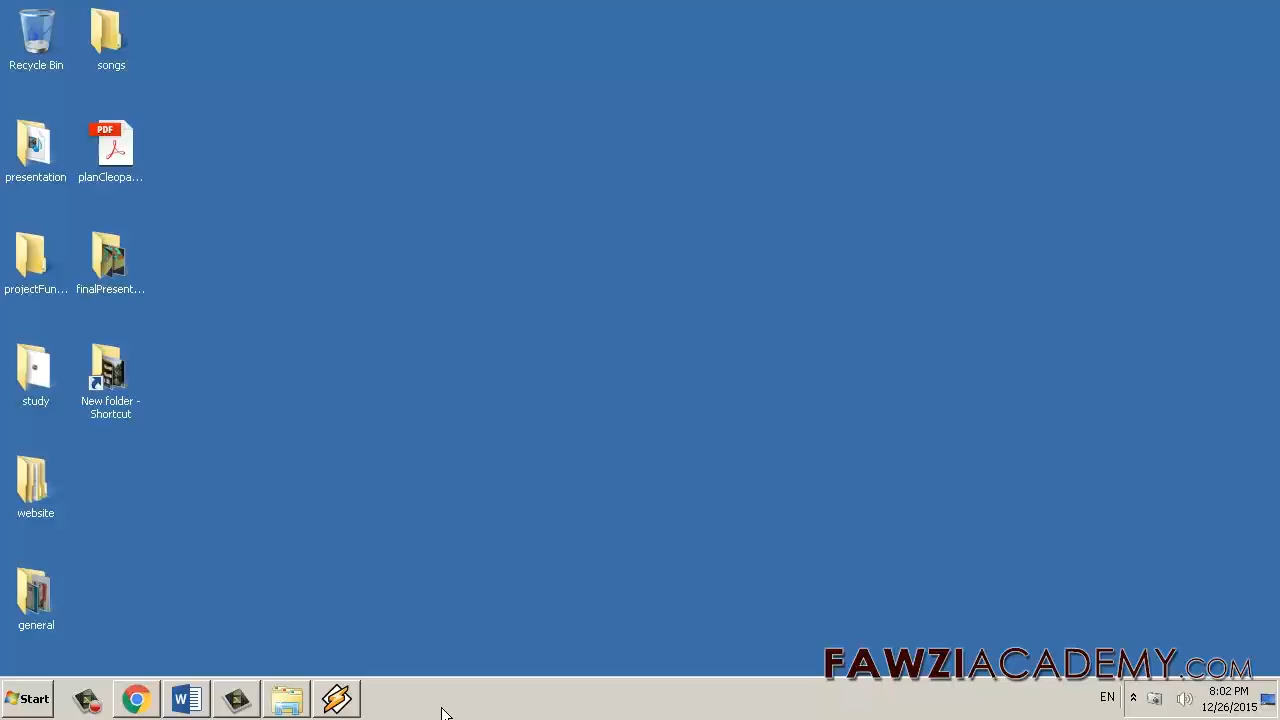 Recycle Bin
songs
PDF
presentation
planCleopa...
projectFun...
finalPresent...
study
New folder -
Shortcut
website
general
FAWZIACADEMY.COM
Start
W
EN
8:02 PM
12/26/2015